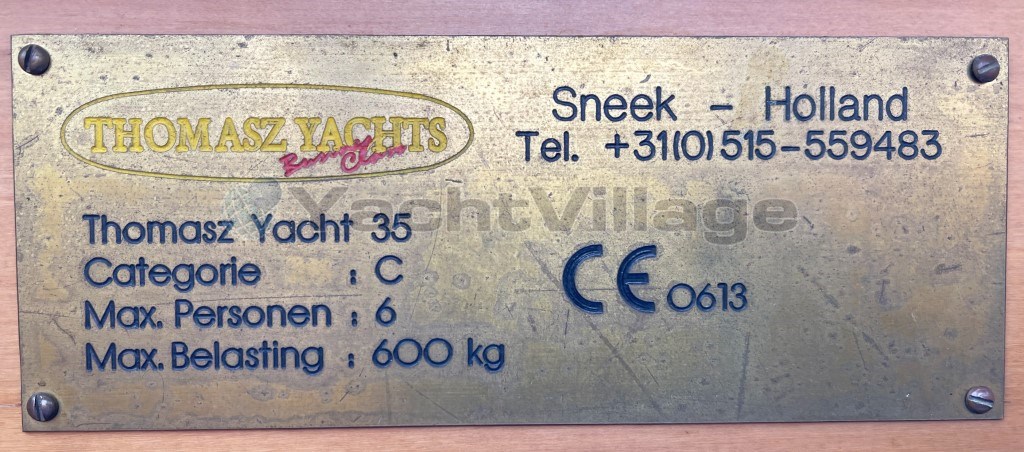 THOMASZ YACHTS
Sneek - Holland
Tel. +31(0)515-559483
YachtVillage
Thomasz Yacht 35
Categorie : C
Max. Personen : 6
Max. Belasting : 600 kg
CE 0613